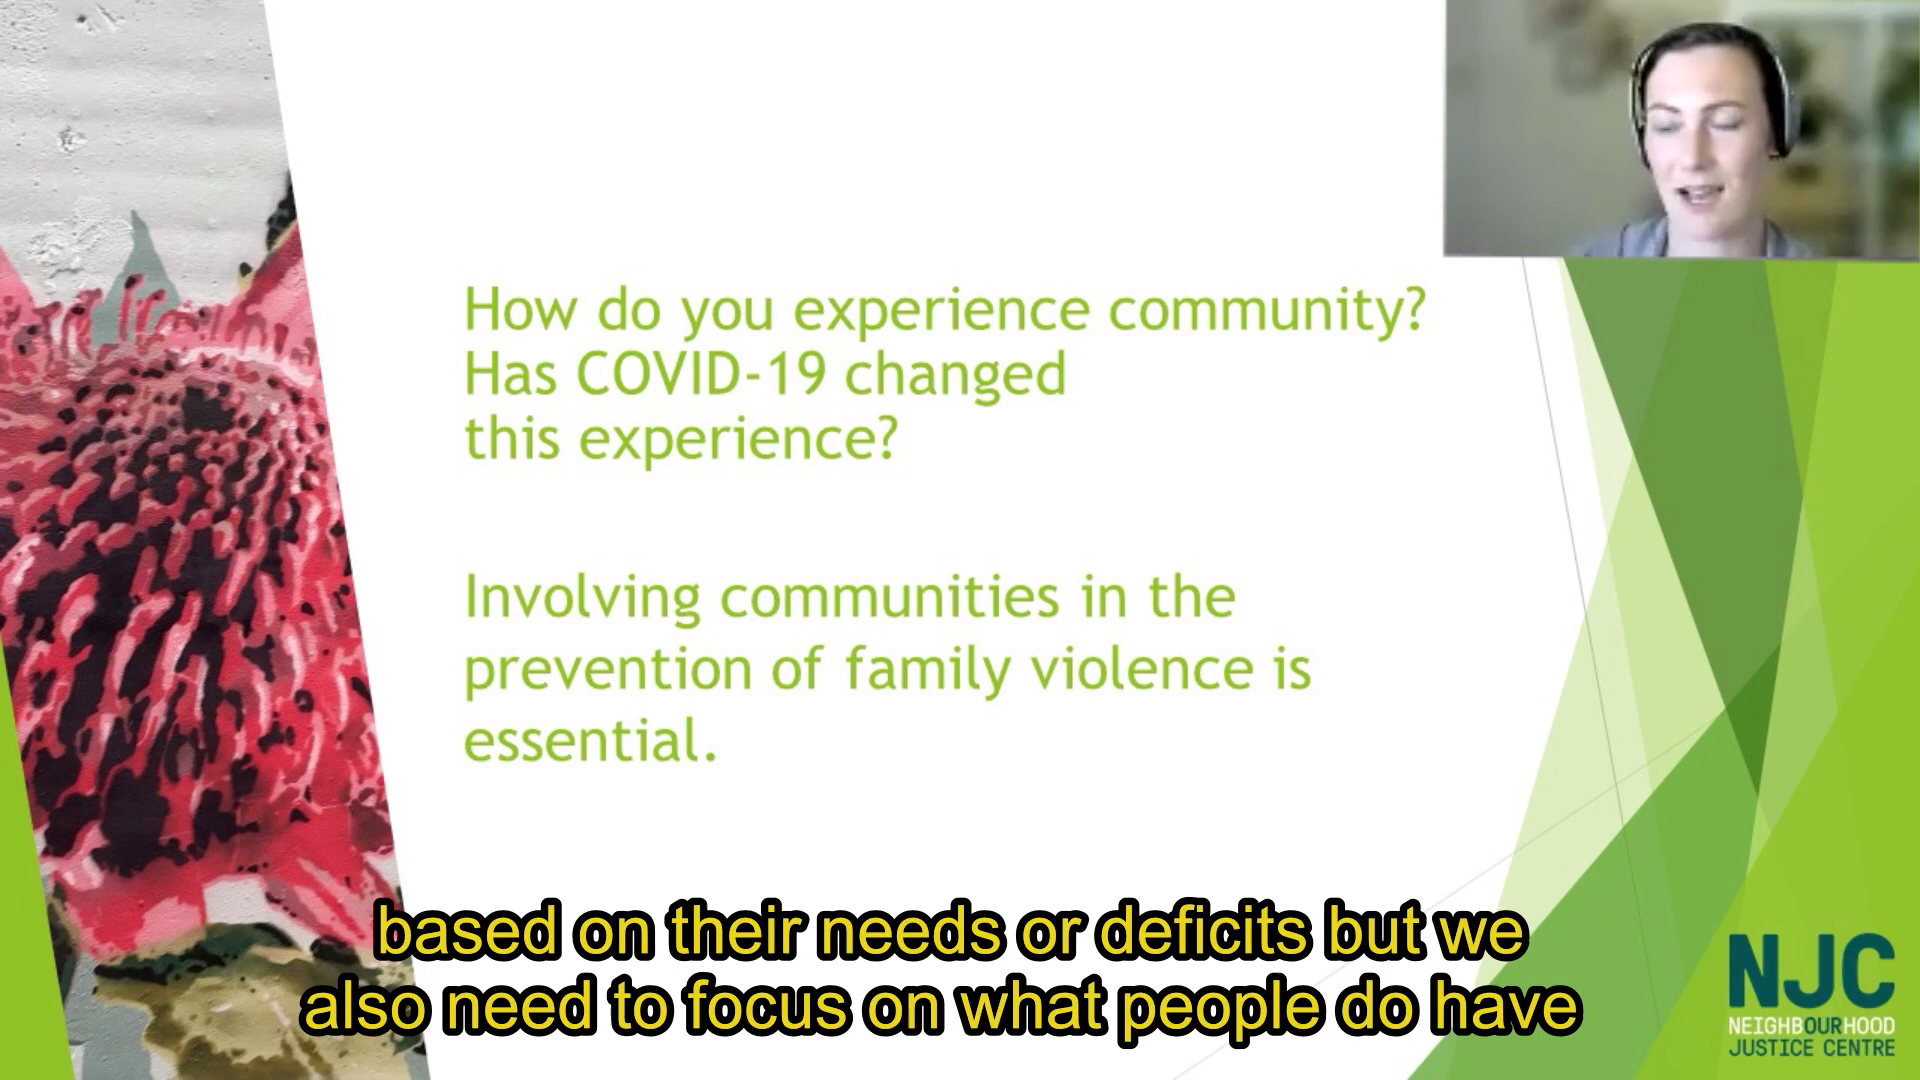 How do you experience community?
Has COVID-19 changed
this experience?
Involving communities in the
prevention of family violence is
essential.
based on their needs or deficits but we
also need to focus on what people do have
NJC
NEIGHBOURHOOD
JUSTICE CENTRE